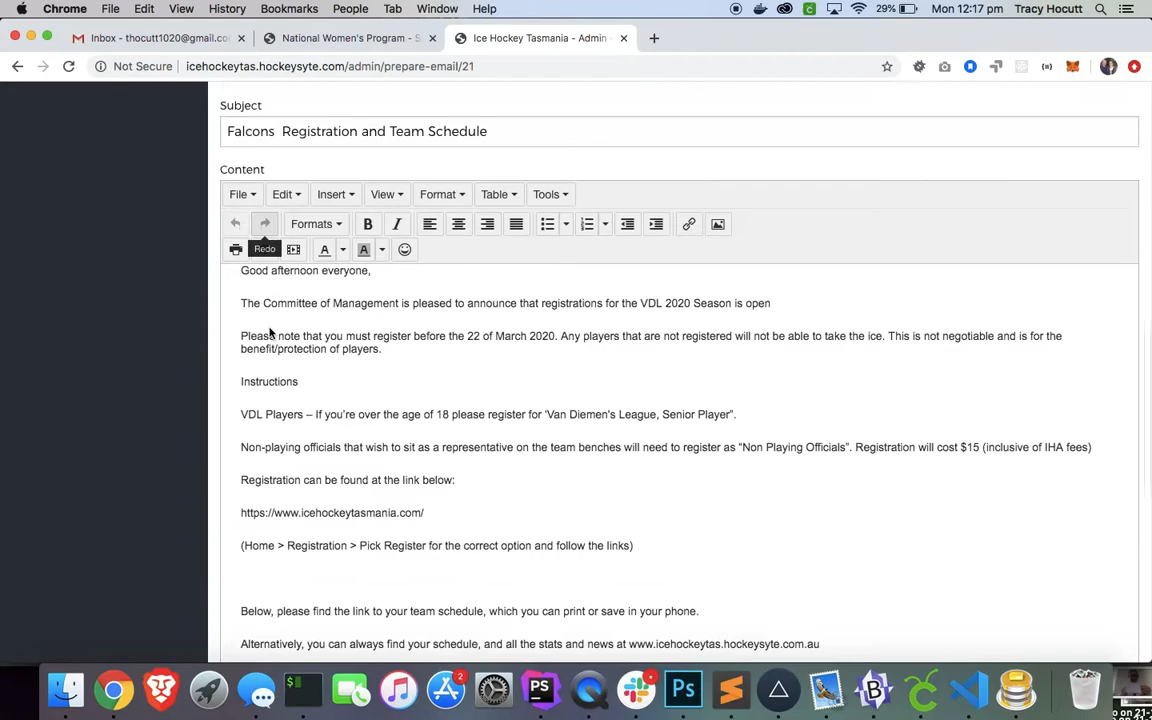 Chrome File Edit View History Bookmarks People Tab Window Help 29% Mon 12:17 pm Tracy Hocutt
Inbox - thocutt1020@gmail.co National Women's Program - S Ice Hockey Tasmania - Admin
Not Secure icehockeytas.hockeysyte.com/admin/prepare-email/21
Subject
Falcons Registration and Team Schedule
Content
File Edit Insert View Format Table Tools
Formats B I
Redo A A
Good afternoon everyone,
The Committee of Management is pleased to announce that registrations for the VDL 2020 Season is open
Please note that you must register before the 22 of March 2020. Any players that are not registered will not be able to take the ice. This is not negotiable and is for the
benefit/protection of players.
Instructions
VDL Players – If you're over the age of 18 please register for 'Van Diemen's League, Senior Player”.
Non-playing officials that wish to sit as a representative on the team benches will need to register as “Non Playing Officials”. Registration will cost $15 (inclusive of IHA fees)
Registration can be found at the link below:
https://www.icehockeytasmania.com/
(Home > Registration > Pick Register for the correct option and follow the links)
Below, please find the link to your team schedule, which you can print or save in your phone.
Alternatively, you can always find your schedule, and all the stats and news at www.icehockeytas.hockeysyte.com.au
2
PS
Ps